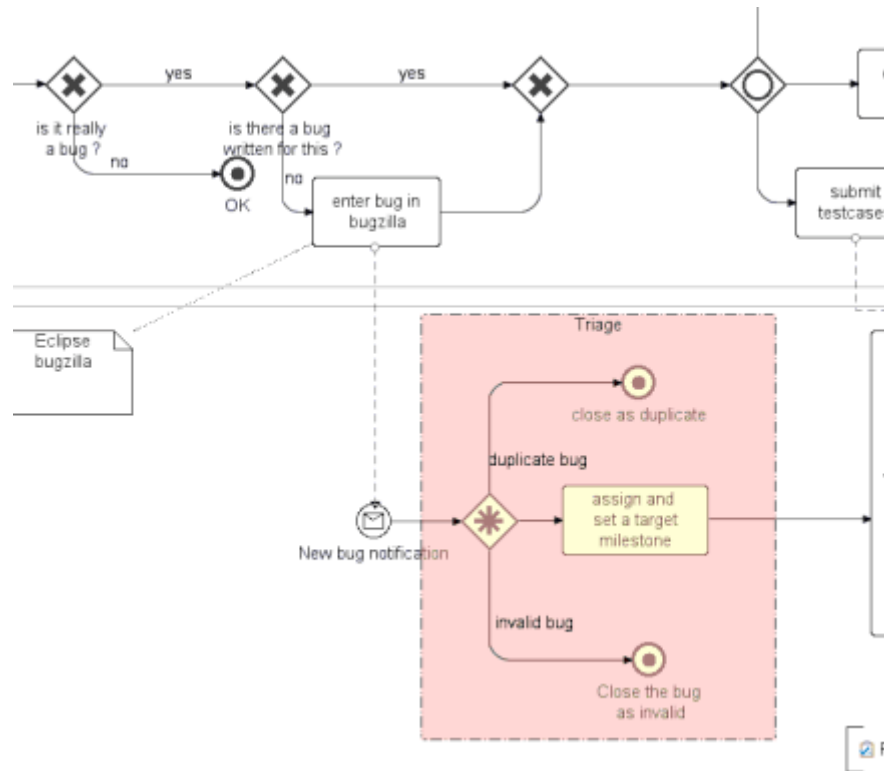 yes
yes
is it really
a bug ?
is there a bug
written for this ?
no
OK
no
enter bug in
bugzilla
submit
testcases
Eclipse
bugzilla
Triage
close as duplicate
duplicate bug
assign and
set a target
milestone
New bug notification
invalid bug
Close the bug
as invalid